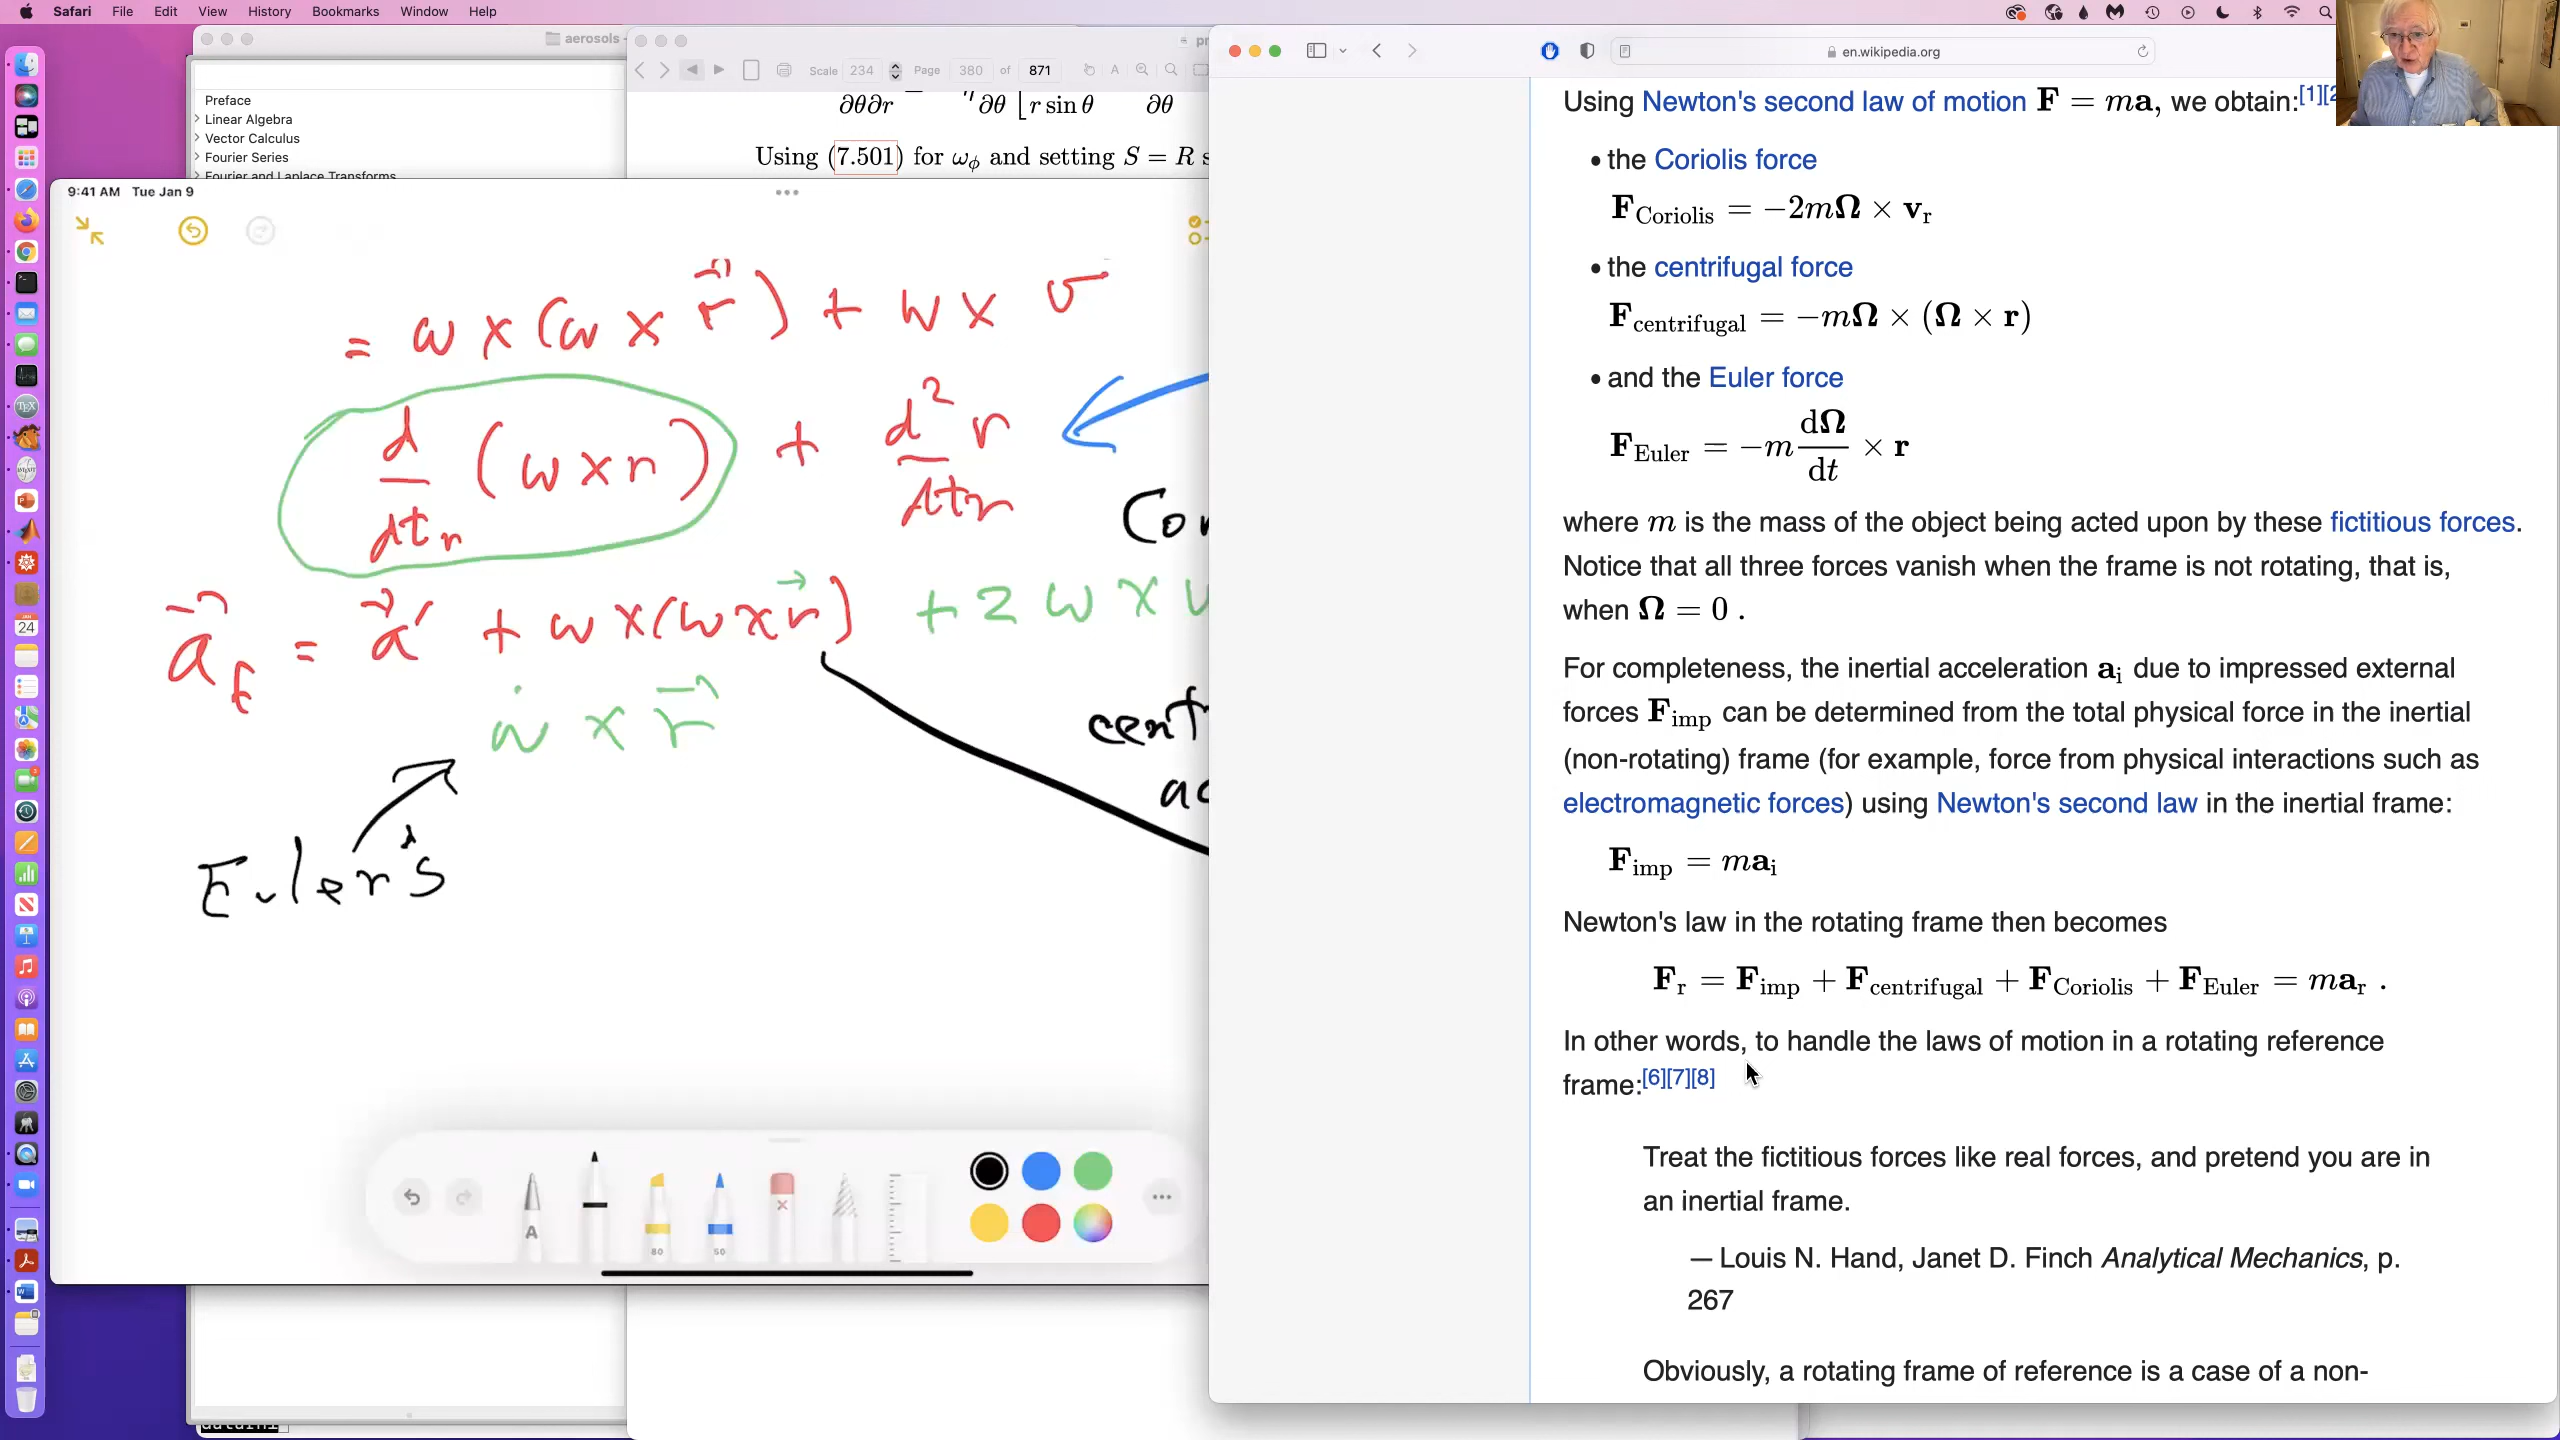 Safari File Edit View History Bookmarks Window Help
aerosols
Preface
Linear Algebra
Vector Calculus
Fourier Series
Fourier and Laplace Transforms
Scale 234 Page 380 of 871
∂θ∂r = η ∂/∂θ [ r sin θ ∂θ
Using (7.501) for ω_ϕ and setting S = R s
9:41 AM Tue Jan 9
= ω × (ω × r⃗) + ω × v
d/dt_r (ω × r) + d²/dt_r r
Cor
a⃗_F = a⃗′ + ω × (ω × r⃗) + 2 ω × v
ω̇ × r⃗
cent
ac
Euler's
A 80 50
en.wikipedia.org
Using Newton's second law of motion F = ma, we obtain:[1][2
• the Coriolis force
F_Coriolis = −2mΩ × v_r
• the centrifugal force
F_centrifugal = −mΩ × (Ω × r)
• and the Euler force
F_Euler = −m dΩ/dt × r
where m is the mass of the object being acted upon by these fictitious forces.
Notice that all three forces vanish when the frame is not rotating, that is,
when Ω = 0 .
For completeness, the inertial acceleration a_i due to impressed external
forces F_imp can be determined from the total physical force in the inertial
(non-rotating) frame (for example, force from physical interactions such as
electromagnetic forces) using Newton's second law in the inertial frame:
F_imp = ma_i
Newton's law in the rotating frame then becomes
F_r = F_imp + F_centrifugal + F_Coriolis + F_Euler = ma_r .
In other words, to handle the laws of motion in a rotating reference
frame:[6][7][8]
Treat the fictitious forces like real forces, and pretend you are in
an inertial frame.
— Louis N. Hand, Janet D. Finch Analytical Mechanics, p.
267
Obviously, a rotating frame of reference is a case of a non-